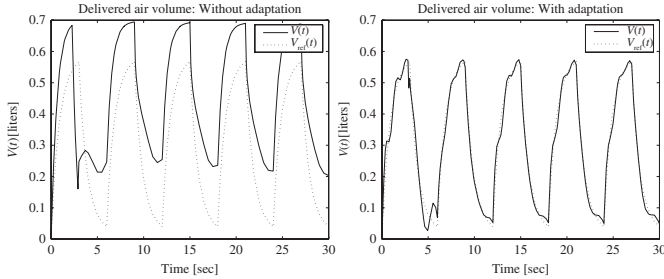 Delivered air volume: Without adaptation
0.7
0.6
0.5
0.4
0.3
0.2
0.1
0
V(t) [liters]
V(t)
Vref(t)
0 5 10 15 20 25 30
Time [sec]
Delivered air volume: With adaptation
0.7
0.6
0.5
0.4
0.3
0.2
0.1
0
V(t) [liters]
V(t)
Vref(t)
0 5 10 15 20 25 30
Time [sec]